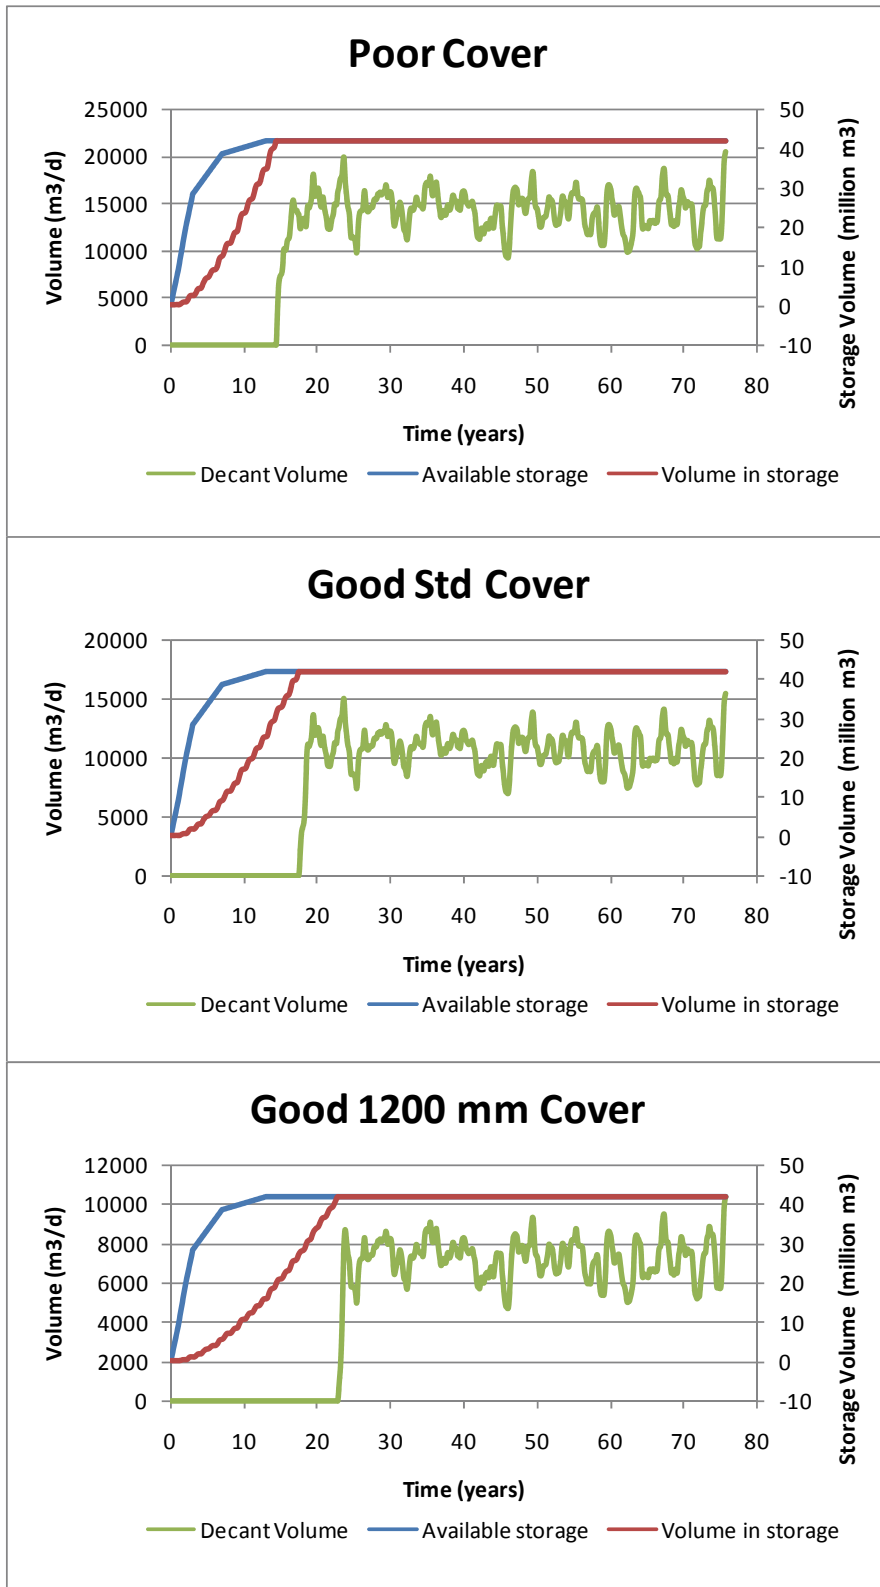 Poor Cover
25000
20000
15000
10000
5000
0
Volume (m3/d)
50
40
30
20
10
0
-10
Storage Volume (million m3)
0 10 20 30 40 50 60 70 80
Time (years)
Decant Volume Available storage Volume in storage
Good Std Cover
20000
15000
10000
5000
0
Volume (m3/d)
50
40
30
20
10
0
-10
Storage Volume (million m3)
0 10 20 30 40 50 60 70 80
Time (years)
Decant Volume Available storage Volume in storage
Good 1200 mm Cover
12000
10000
8000
6000
4000
2000
0
Volume (m3/d)
50
40
30
20
10
0
-10
Storage Volume (million m3)
0 10 20 30 40 50 60 70 80
Time (years)
Decant Volume Available storage Volume in storage